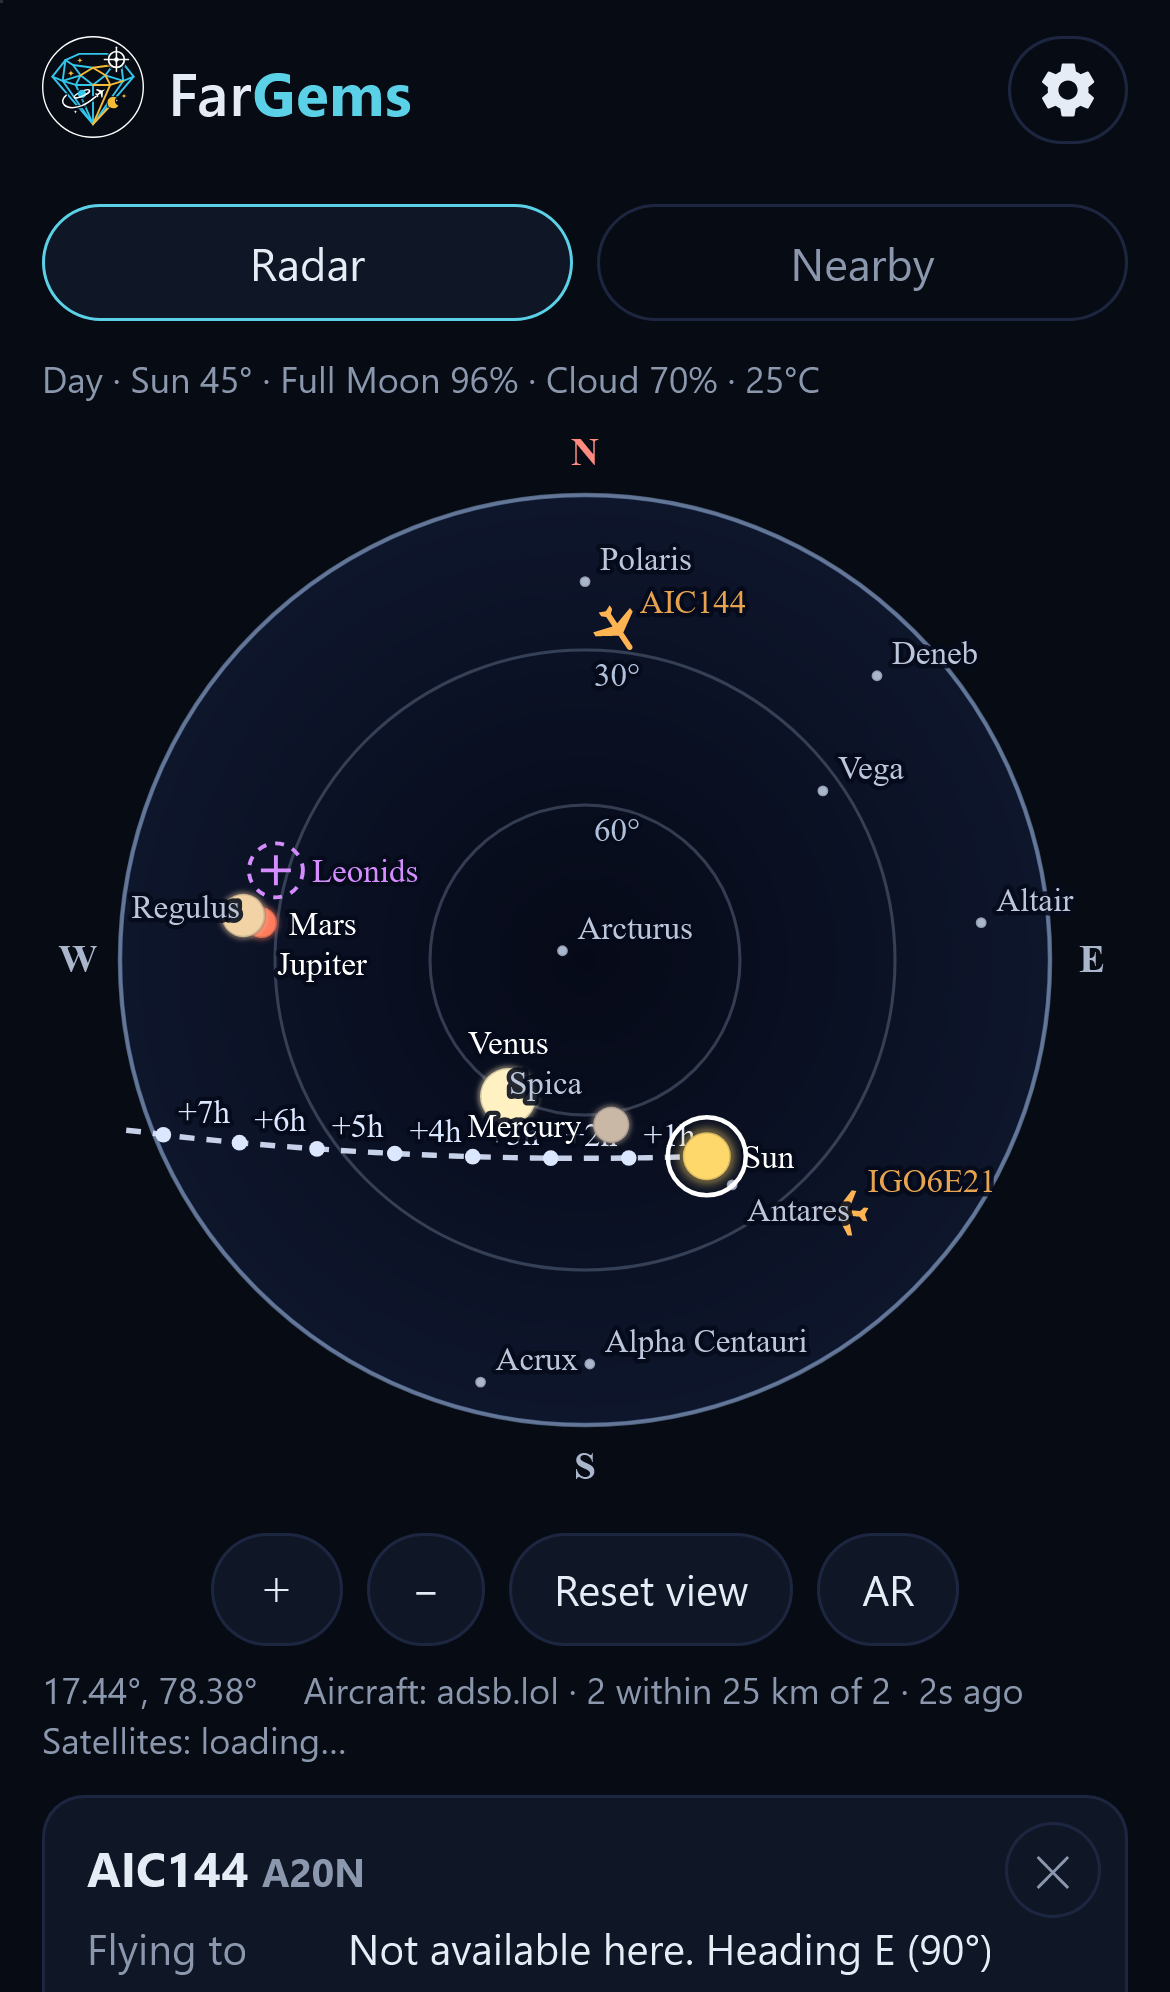 FarGems
Radar
Nearby
Day · Sun 45° · Full Moon 96% · Cloud 70% · 25°C
N
Polaris
AIC144
Deneb
30°
Vega
60°
Leonids
Altair
Regulus
Mars
Arcturus
W
E
Jupiter
Venus
Spica
+7h
+6h
+5h
+4h
Mercury
+1h
Sun
IGO6E21
Antares
Alpha Centauri
Acrux
S
+
−
Reset view
AR
17.44°, 78.38° Aircraft: adsb.lol · 2 within 25 km of 2 · 2s ago
Satellites: loading…
AIC144 A20N
Flying to Not available here. Heading E (90°)